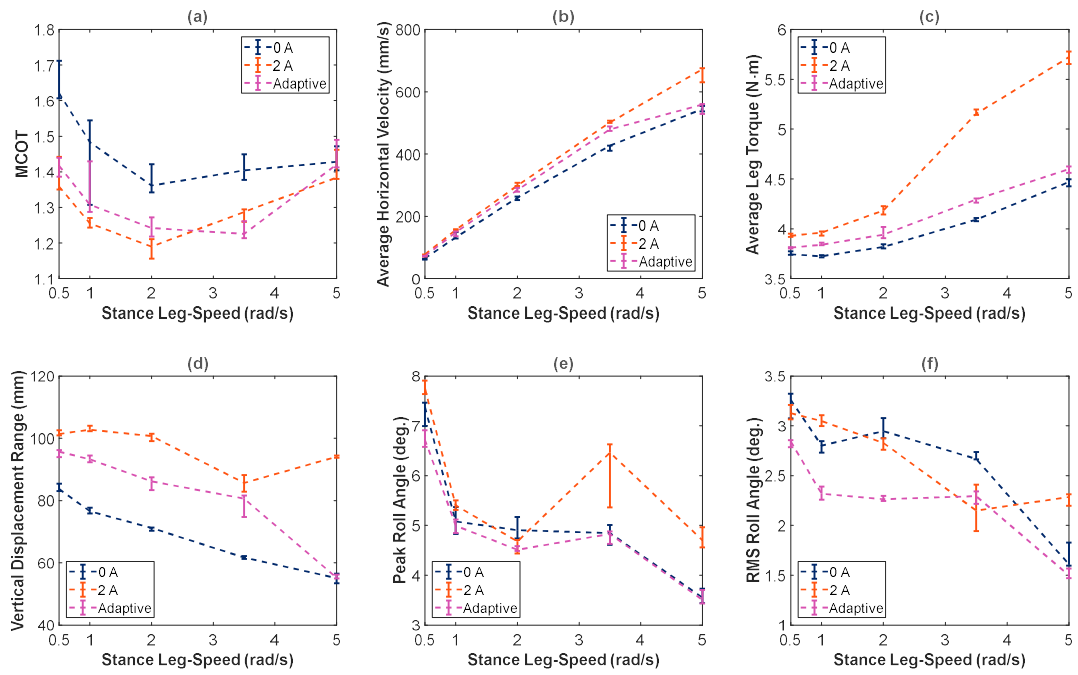 (a)
MCOT
1.8
1.7
1.6
1.5
1.4
1.3
1.2
1.1
0 A
2 A
Adaptive
0.5 1 2 3 4 5
Stance Leg-Speed (rad/s)
(b)
Average Horizontal Velocity (mm/s)
800
600
400
200
0
0 A
2 A
Adaptive
0.5 1 2 3 4 5
Stance Leg-Speed (rad/s)
(c)
Average Leg Torque (N·m)
6
5.5
5
4.5
4
3.5
0 A
2 A
Adaptive
0.5 1 2 3 4 5
Stance Leg-Speed (rad/s)
(d)
Vertical Displacement Range (mm)
120
100
80
60
40
0 A
2 A
Adaptive
0.5 1 2 3 4 5
Stance Leg-Speed (rad/s)
(e)
Peak Roll Angle (deg.)
8
7
6
5
4
3
0 A
2 A
Adaptive
0.5 1 2 3 4 5
Stance Leg-Speed (rad/s)
(f)
RMS Roll Angle (deg.)
3.5
3
2.5
2
1.5
1
0 A
2 A
Adaptive
0.5 1 2 3 4 5
Stance Leg-Speed (rad/s)